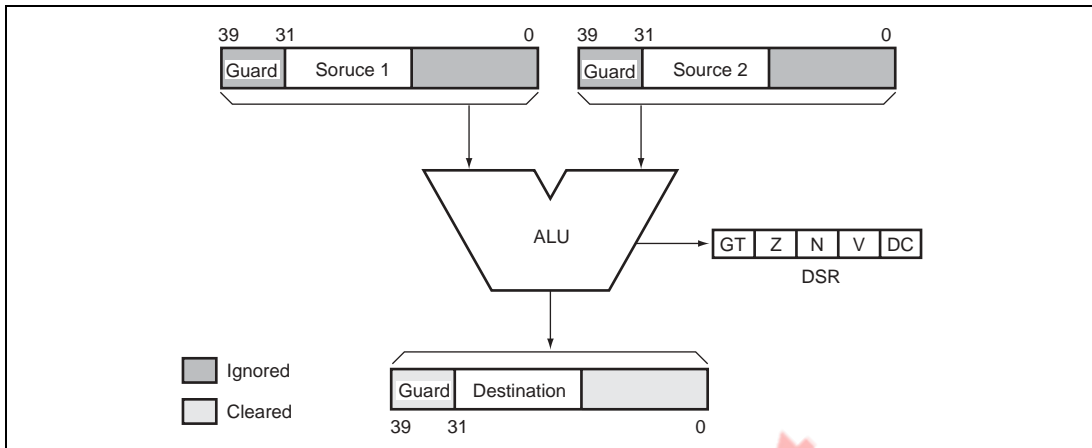 39 31 0
39 31 0
Guard Soruce 1
Guard Source 2
ALU
GT Z N V DC
DSR
Ignored
Cleared
Guard Destination
39 31 0